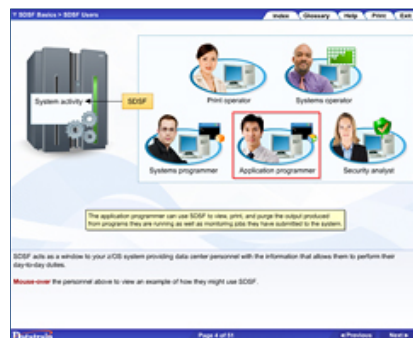 SDSF Basics > SDSF Users
Index Glossary Help Print Exit
System activity
SDSF
Print operator
Systems operator
Systems programmer
Application programmer
Security analyst
The application programmer can use SDSF to view, print, and purge the output produced
from programs they are running as well as monitoring jobs they have submitted to the system.
SDSF acts as a window to your z/OS system providing data center personnel with the information that allows them to perform their
day-to-day duties.
Mouse-over the personnel above to view an example of how they might use SDSF.
Datatrain
Page 4 of 51
Previous
Next